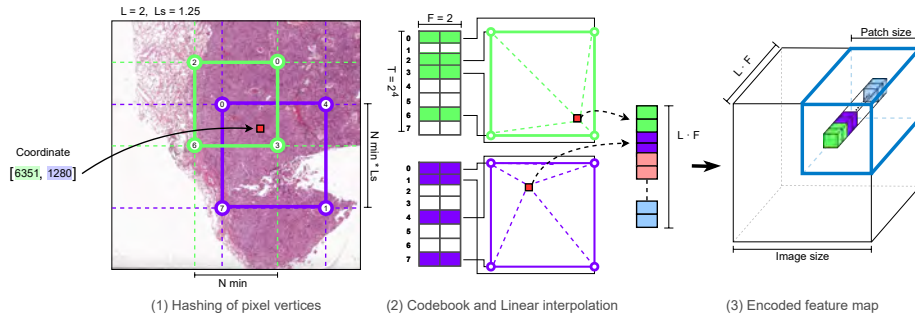 L = 2, Ls = 1.25
2
0
0
4
6
3
7
1
Coordinate
[6351, 1280]
N min * Ls
N min
(1) Hashing of pixel vertices
F = 2
T = 2⁴
0
1
2
3
4
5
6
7
0
1
2
3
4
5
6
7
L · F
(2) Codebook and Linear interpolation
Patch size
L · F
Image size
(3) Encoded feature map